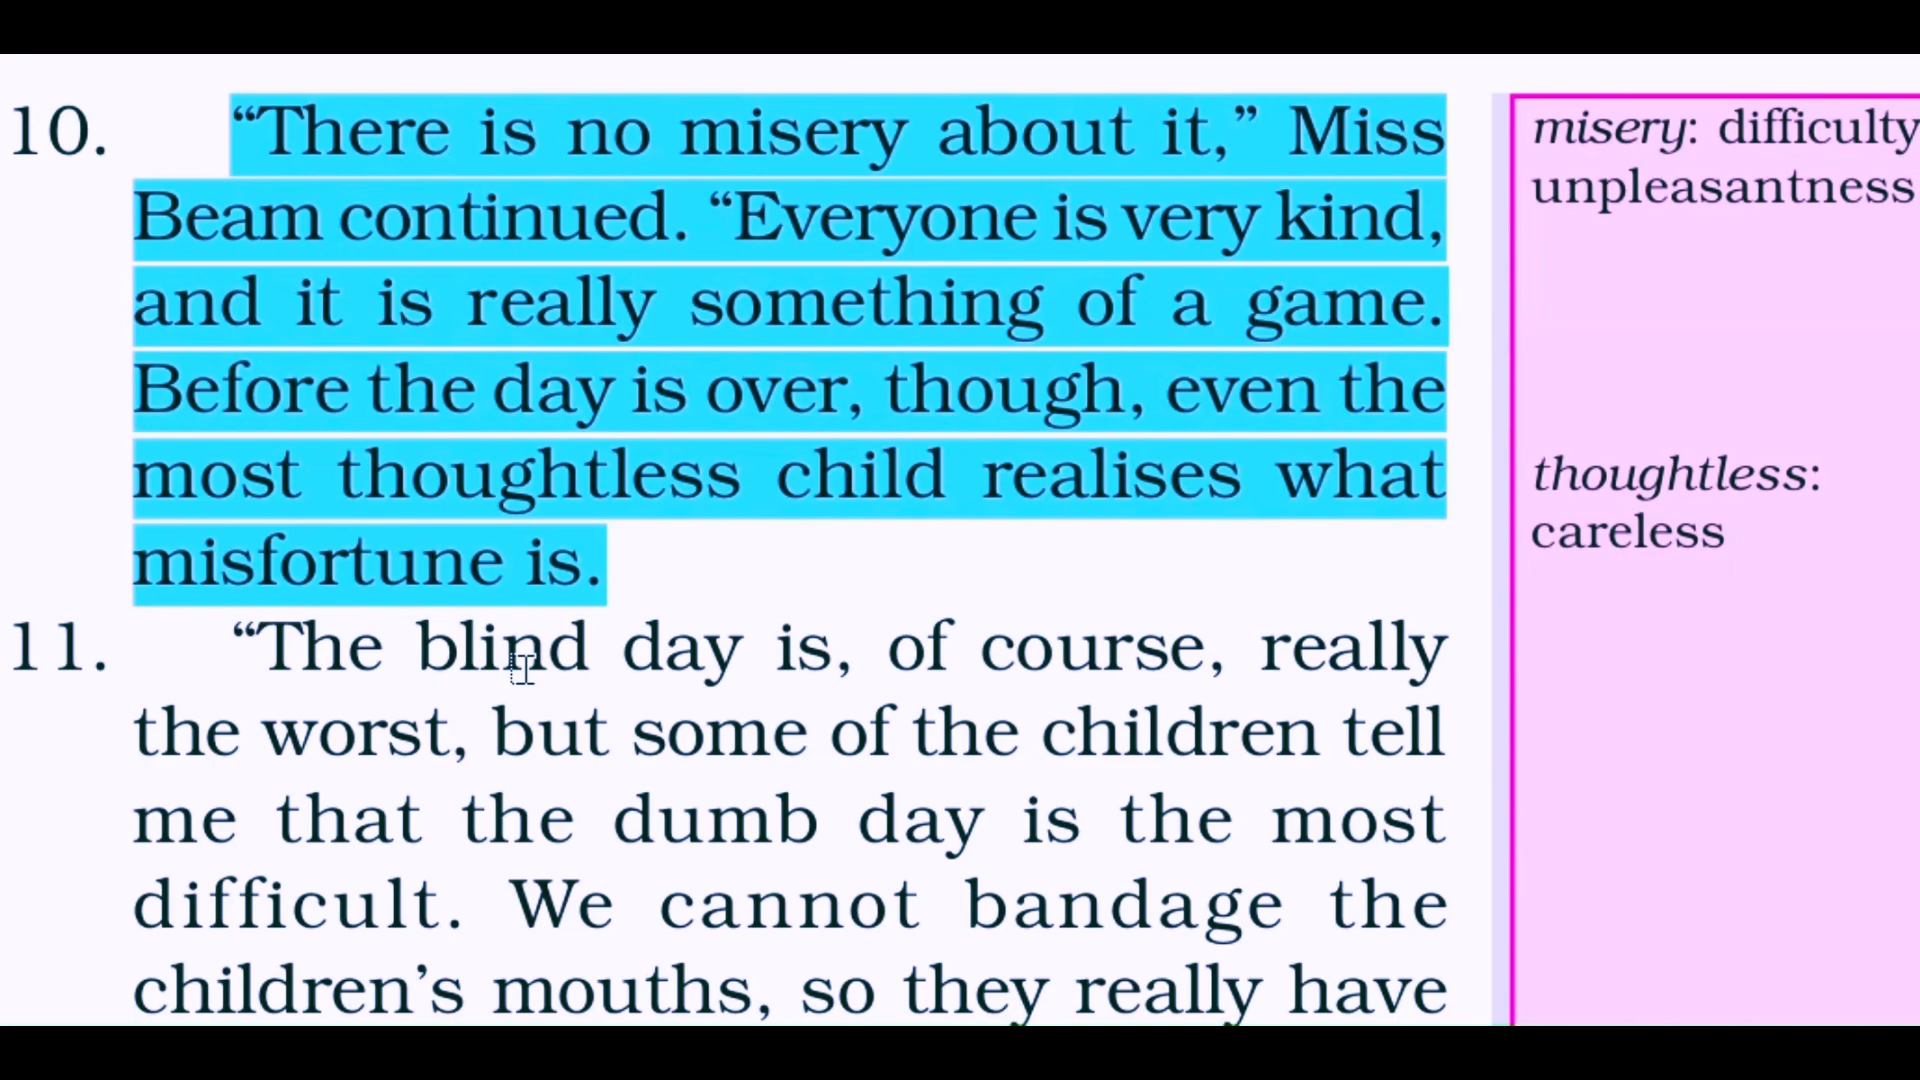 10. “There is no misery about it,” Miss
Beam continued. “Everyone is very kind,
and it is really something of a game.
Before the day is over, though, even the
most thoughtless child realises what
misfortune is.
11. “The blind day is, of course, really
the worst, but some of the children tell
me that the dumb day is the most
difficult. We cannot bandage the
children’s mouths, so they really have
misery: difficulty
unpleasantness
thoughtless:
careless